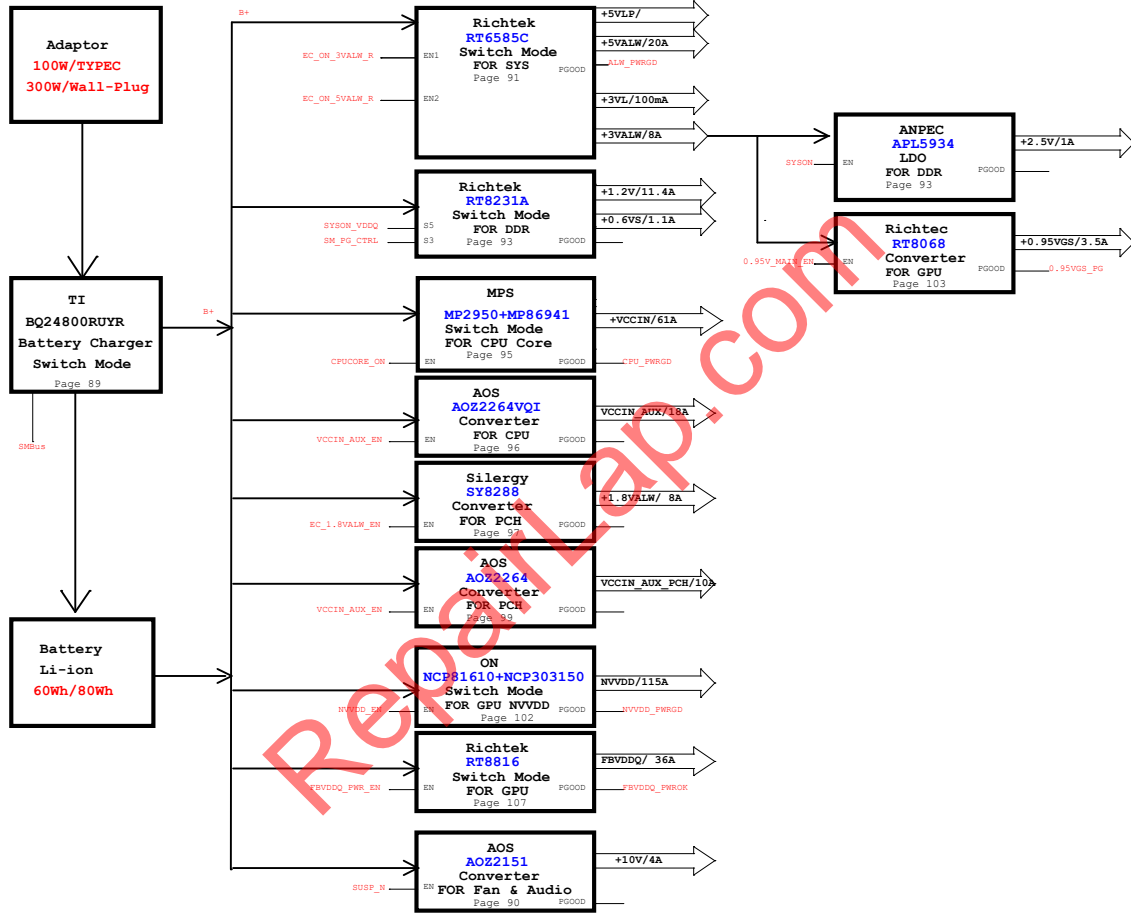 Adaptor
100W/TYPEC
300W/Wall-Plug
TI
BQ24800RUYR
Battery Charger
Switch Mode
Page 89
SMBus
Battery
Li-ion
60Wh/80Wh
B+
B+
Richtek
RT6585C
Switch Mode
FOR SYS
Page 91
EC_ON_3VALW_R
EN1
EC_ON_5VALW_R
EN2
PGOOD
+5VLP/
+5VALW/20A
ALW_PWRGD
+3VL/100mA
+3VALW/8A
ANPEC
APL5934
LDO
FOR DDR
Page 93
SYSON
EN
PGOOD
+2.5V/1A
Richtec
RT8068
Converter
FOR GPU
Page 103
0.95V_MAIN_EN
EN
PGOOD
+0.95VGS/3.5A
0.95VGS_PG
Richtek
RT8231A
Switch Mode
FOR DDR
Page 93
SYSON_VDDQ
S5
SM_PG_CTRL
S3
PGOOD
+1.2V/11.4A
+0.6VS/1.1A
MPS
MP2950+MP86941
Switch Mode
FOR CPU Core
Page 95
CPUCORE_ON
EN
PGOOD
+VCCIN/61A
CPU_PWRGD
AOS
AOZ2264VQI
Converter
FOR CPU
Page 96
VCCIN_AUX_EN
EN
PGOOD
VCCIN_AUX/18A
Silergy
SY8288
Converter
FOR PCH
Page 97
EC_1.8VALW_EN
EN
PGOOD
+1.8VALW/ 8A
AOS
AOZ2264
Converter
FOR PCH
Page 99
VCCIN_AUX_EN
EN
PGOOD
VCCIN_AUX_PCH/10A
ON
NCP81610+NCP303150
Switch Mode
FOR GPU NVVDD
Page 102
NVVDD_EN
EN
PGOOD
NVVDD/115A
NVVDD_PWRGD
Richtek
RT8816
Switch Mode
FOR GPU
Page 107
FBVDDQ_PWR_EN
EN
PGOOD
FBVDDQ/ 36A
FBVDDQ_PWROK
AOS
AOZ2151
Converter
FOR Fan & Audio
Page 90
SUSP_N
EN
PGOOD
+10V/4A
RepairLap.com